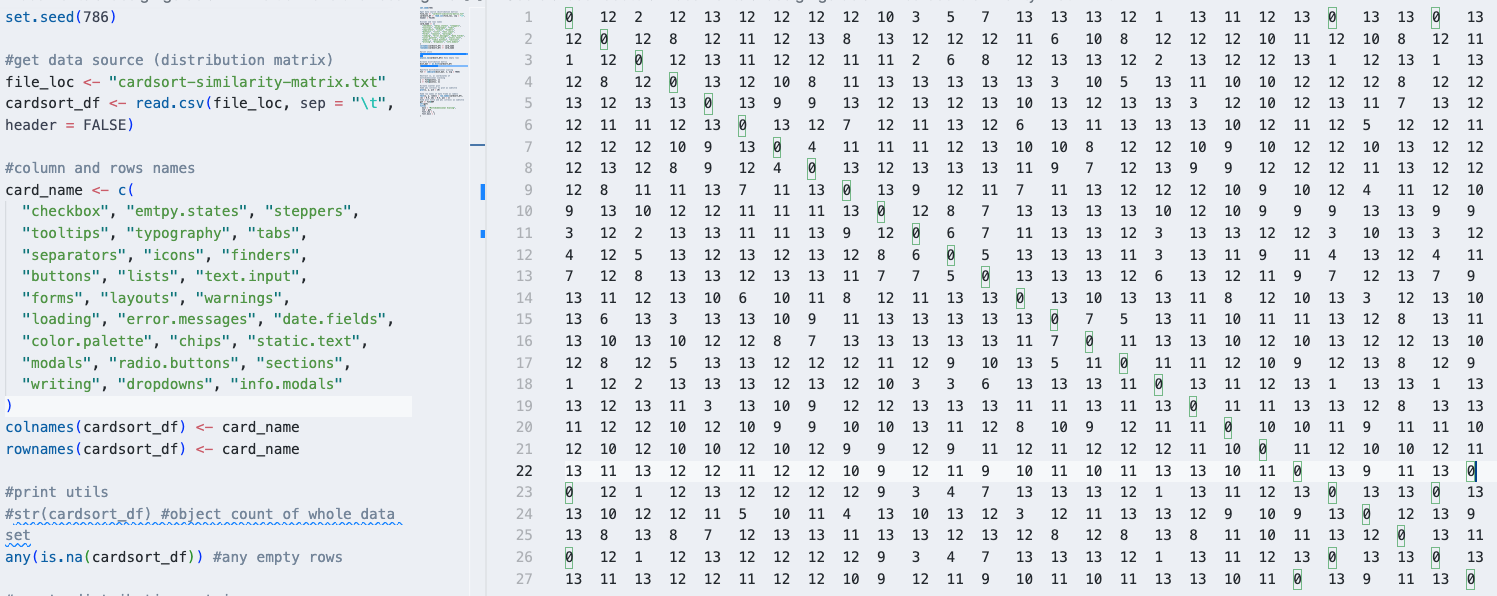 set.seed(786)
#get data source (distribution matrix)
file_loc <- "cardsort-similarity-matrix.txt"
cardsort_df <- read.csv(file_loc, sep = "\t",
header = FALSE)
#column and rows names
card_name <- c(
"checkbox", "emtpy.states", "steppers",
"tooltips", "typography", "tabs",
"separators", "icons", "finders",
"buttons", "lists", "text.input",
"forms", "layouts", "warnings",
"loading", "error.messages", "date.fields",
"color.palette", "chips", "static.text",
"modals", "radio.buttons", "sections",
"writing", "dropdowns", "info.modals"
)
colnames(cardsort_df) <- card_name
rownames(cardsort_df) <- card_name
#print utils
#str(cardsort_df) #object count of whole data
set
any(is.na(cardsort_df)) #any empty rows
1 0 12 2 12 13 12 12 12 12 10 3 5 7 13 13 13 12 1 13 11 12 13 0 13 13 0 13
2 12 0 12 8 12 11 12 13 8 13 12 12 12 11 6 10 8 12 12 12 10 11 12 10 8 12 11
3 1 12 0 12 13 11 12 12 11 11 2 6 8 12 13 13 12 2 13 12 12 13 1 12 13 1 13
4 12 8 12 0 13 12 10 8 11 13 13 13 13 13 3 10 5 13 11 10 10 12 12 12 8 12 12
5 13 12 13 13 0 13 9 9 13 12 13 12 13 10 13 12 13 13 3 12 10 12 13 11 7 13 12
6 12 11 11 12 13 0 13 12 7 12 11 13 12 6 13 11 13 13 13 10 12 11 12 5 12 12 11
7 12 12 12 10 9 13 0 4 11 11 11 12 13 10 10 8 12 12 10 9 10 12 12 10 13 12 12
8 12 13 12 8 9 12 4 0 13 12 13 13 13 11 9 7 12 13 9 9 12 12 12 11 13 12 12
9 12 8 11 11 13 7 11 13 0 13 9 12 11 7 11 13 12 12 12 10 9 10 12 4 11 12 10
10 9 13 10 12 12 11 11 11 13 0 12 8 7 13 13 13 13 10 12 10 9 9 9 13 13 9 9
11 3 12 2 13 13 11 11 13 9 12 0 6 7 11 13 13 12 3 13 13 12 12 3 10 13 3 12
12 4 12 5 13 12 13 12 13 12 8 6 0 5 13 13 13 11 3 13 11 9 11 4 13 12 4 11
13 7 12 8 13 13 12 13 13 11 7 7 5 0 13 13 13 12 6 13 12 11 9 7 12 13 7 9
14 13 11 12 13 10 6 10 11 8 12 11 13 13 0 13 10 13 13 11 8 12 10 13 3 12 13 10
15 13 6 13 3 13 13 10 9 11 13 13 13 13 13 0 7 5 13 11 10 11 11 13 12 8 13 11
16 13 10 13 10 12 12 8 7 13 13 13 13 13 11 7 0 11 13 13 10 12 10 13 12 12 13 10
17 12 8 12 5 13 13 12 12 12 11 12 9 10 13 5 11 0 11 11 12 10 9 12 13 8 12 9
18 1 12 2 13 13 13 12 13 12 10 3 3 6 13 13 13 11 0 13 11 12 13 1 13 13 1 13
19 13 12 13 11 3 13 10 9 12 12 13 13 13 11 11 13 11 13 0 11 11 13 13 12 8 13 13
20 11 12 12 10 12 10 9 9 10 10 13 11 12 8 10 9 12 11 11 0 10 10 11 9 11 11 10
21 12 10 12 10 10 12 10 12 9 9 12 9 11 12 11 12 12 12 11 10 0 11 12 10 10 12 11
22 13 11 13 12 12 11 12 12 10 9 12 11 9 10 11 10 11 13 13 10 11 0 13 9 11 13 0
23 0 12 1 12 13 12 12 12 12 9 3 4 7 13 13 13 12 1 13 11 12 13 0 13 13 0 13
24 13 10 12 12 11 5 10 11 4 13 10 13 12 3 12 11 13 13 12 9 10 9 13 0 12 13 9
25 13 8 13 8 7 12 13 13 11 13 13 12 13 12 8 12 8 13 8 11 10 11 13 12 0 13 11
26 0 12 1 12 13 12 12 12 12 9 3 4 7 13 13 13 12 1 13 11 12 13 0 13 13 0 13
27 13 11 13 12 12 11 12 12 10 9 12 11 9 10 11 10 11 13 13 10 11 0 13 9 11 13 0